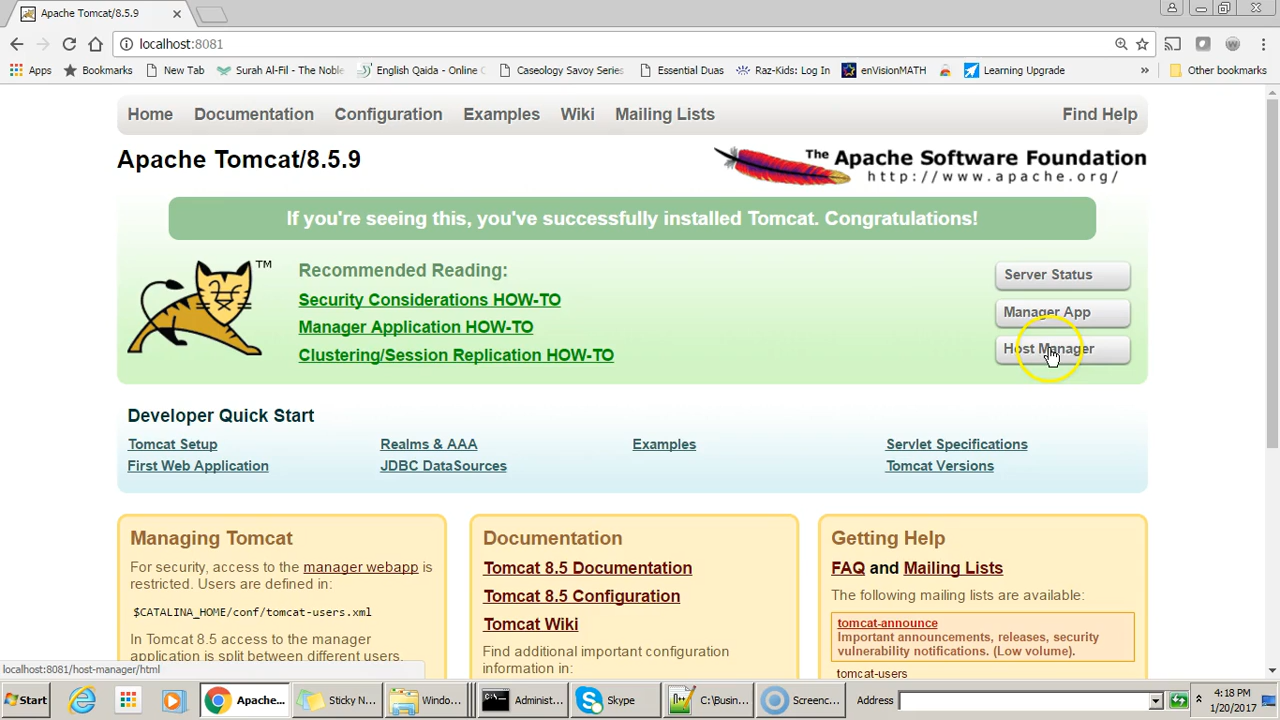 Apache Tomcat/8.5.9
localhost:8081
Apps Bookmarks New Tab Surah Al-Fil - The Noble English Qaida - Online C Caseology Savoy Series Essential Duas Raz-Kids: Log In enVisionMATH Learning Upgrade » Other bookmarks
Home Documentation Configuration Examples Wiki Mailing Lists Find Help
Apache Tomcat/8.5.9
The Apache Software Foundation
http://www.apache.org/
If you're seeing this, you've successfully installed Tomcat. Congratulations!
TM
Recommended Reading:
Security Considerations HOW-TO
Manager Application HOW-TO
Clustering/Session Replication HOW-TO
Server Status
Manager App
Host Manager
Developer Quick Start
Tomcat Setup
First Web Application
Realms & AAA
JDBC DataSources
Examples
Servlet Specifications
Tomcat Versions
Managing Tomcat
For security, access to the manager webapp is
restricted. Users are defined in:
$CATALINA_HOME/conf/tomcat-users.xml
In Tomcat 8.5 access to the manager
application is split between different users.
Documentation
Tomcat 8.5 Documentation
Tomcat 8.5 Configuration
Tomcat Wiki
Find additional important configuration
information in:
Getting Help
FAQ and Mailing Lists
The following mailing lists are available:
tomcat-announce
Important announcements, releases, security
vulnerability notifications. (Low volume).
tomcat-users
localhost:8081/host-manager/html
Start Apache... Sticky N... Windo... Administ... Skype C:\Busin... Screenc... Address
4:18 PM
1/20/2017